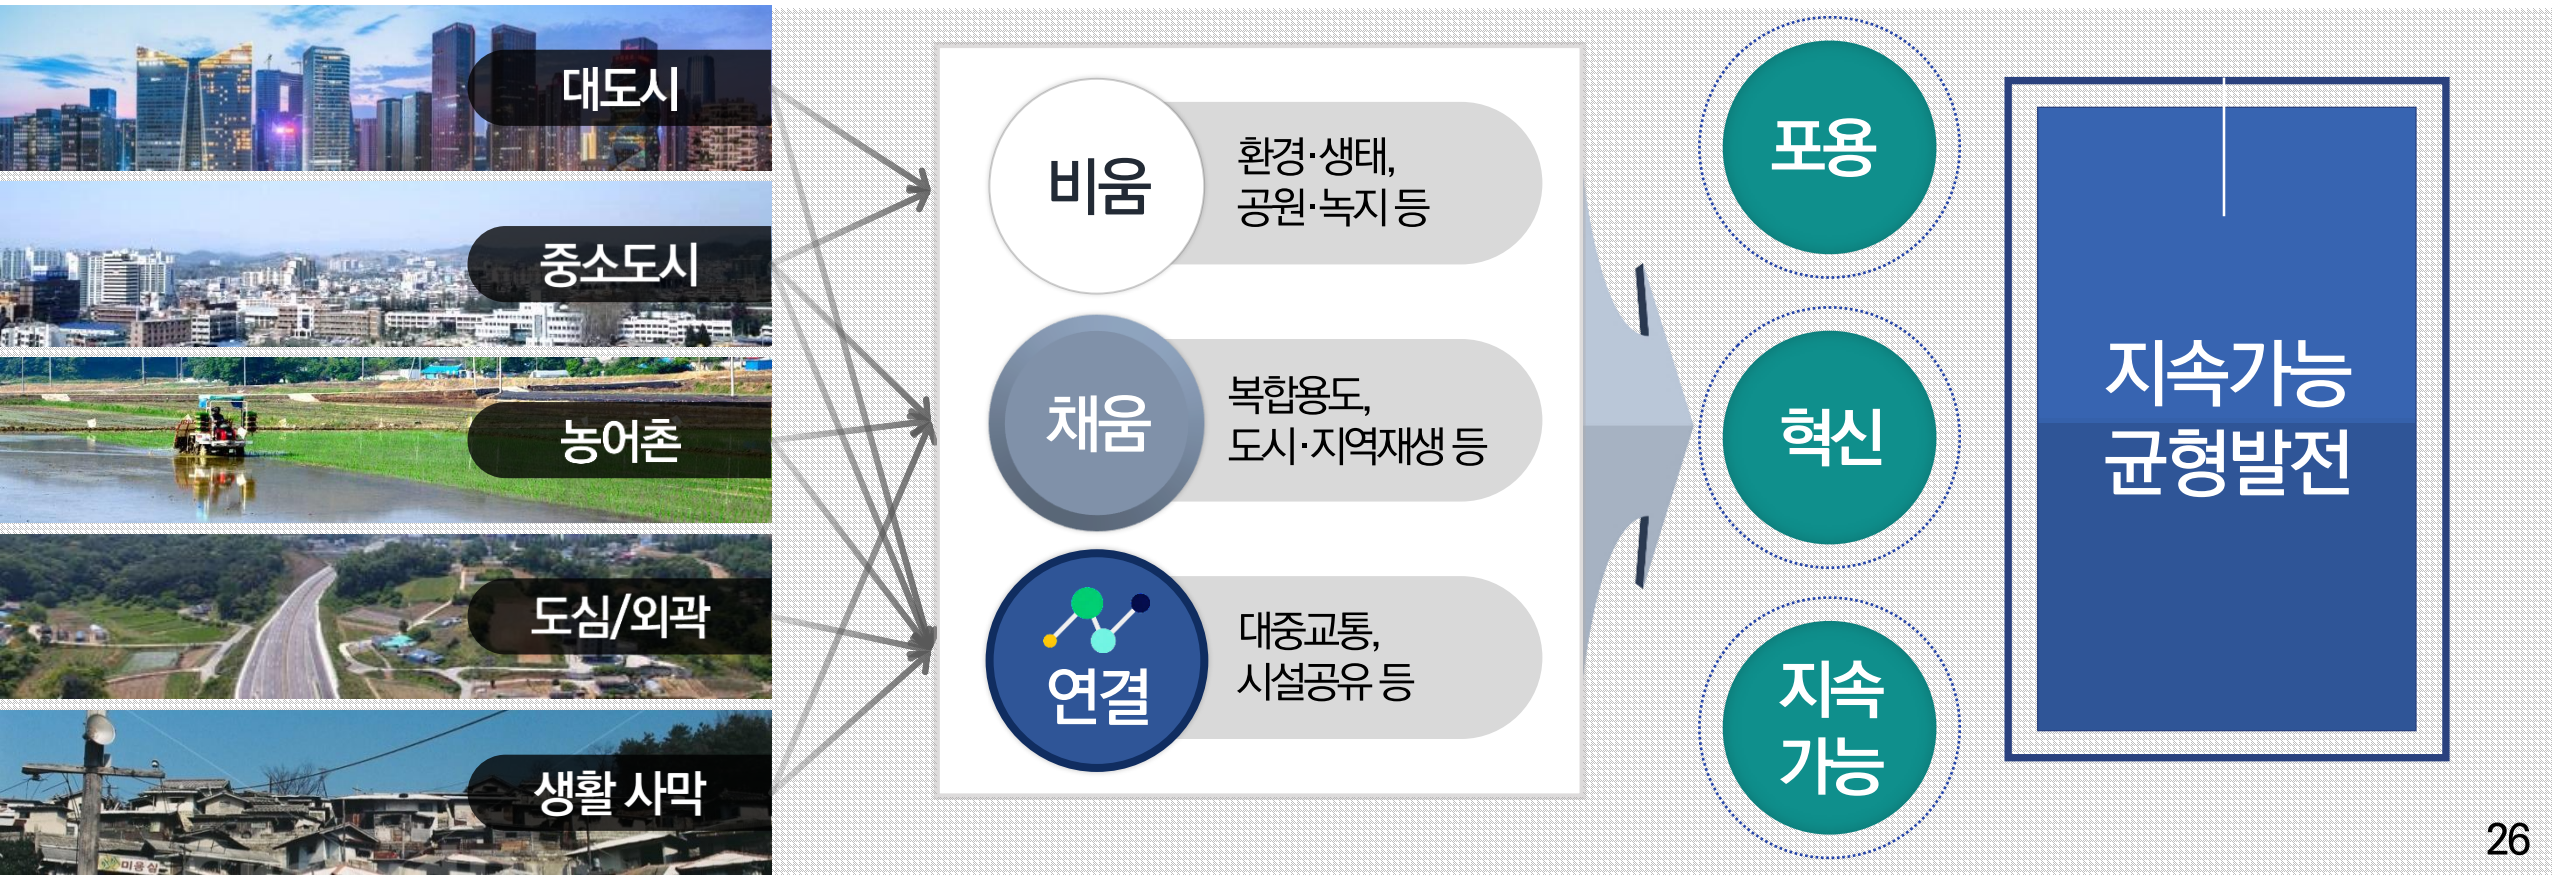 대도시
중소도시
농어촌
도심/외곽
생활 사막
미용실
비움
환경·생태,
공원·녹지 등
채움
복합용도,
도시·지역재생 등
연결
대중교통,
시설공유 등
포용
혁신
지속
가능
지속가능
균형발전
26